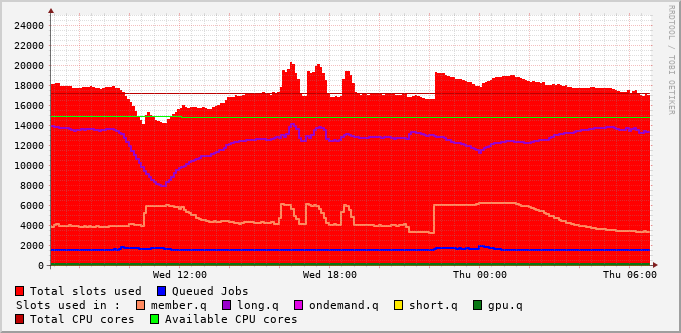 24000
22000
20000
18000
16000
14000
12000
10000
8000
6000
4000
2000
0
Wed 12:00 Wed 18:00 Thu 00:00 Thu 06:00
Total slots used Queued Jobs
Slots used in : member.q long.q ondemand.q short.q gpu.q
Total CPU cores Available CPU cores
RRDTOOL / TOBI OETIKER